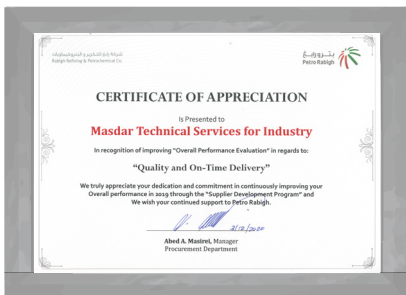 شركة رابغ للتكرير والبتروكيماويات
Rabigh Refining & Petrochemical Co.
بترورابغ
Petro Rabigh
CERTIFICATE OF APPRECIATION
Is Presented to
Masdar Technical Services for Industry
In recognition of improving "Overall Performance Evaluation" in regards to:
"Quality and On-Time Delivery"
We truly appreciate your dedication and commitment in continuously improving your
Overall performance in 2019 through the "Supplier Development Program" and
We wish your continued support to Petro Rabigh.
2/12/2020
Abed A. Masirei, Manager
Procurement Department